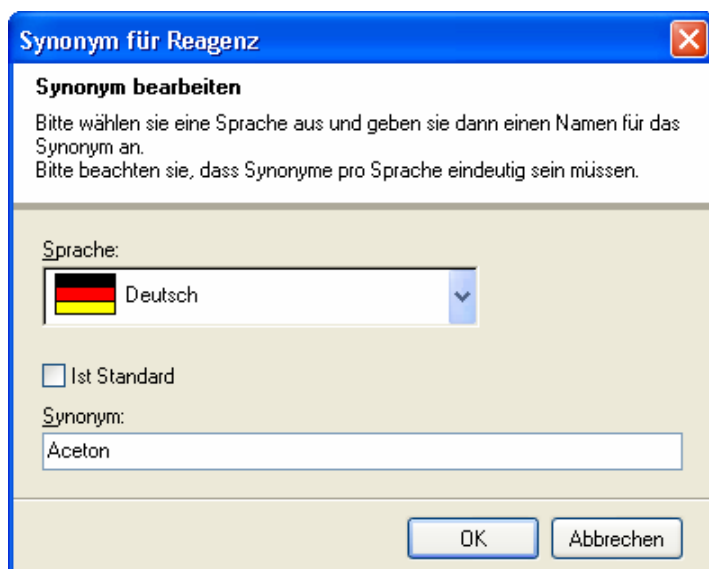 Synonym für Reagenz
Synonym bearbeiten
Bitte wählen sie eine Sprache aus und geben sie dann einen Namen für das
Synonym an.
Bitte beachten sie, dass Synonyme pro Sprache eindeutig sein müssen.
Sprache:
Deutsch
Ist Standard
Synonym:
Aceton
OK Abbrechen